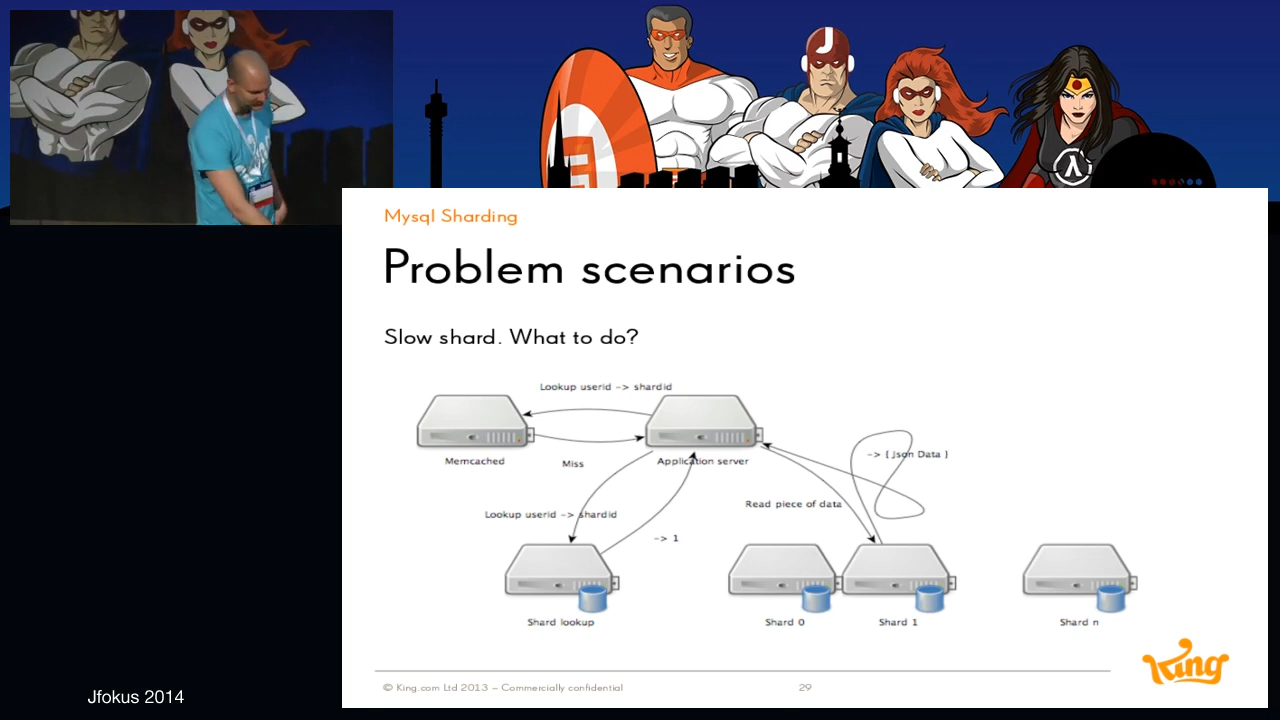 Mysql Sharding
Problem scenarios
Slow shard. What to do?
Lookup userid -> shardid
Memcached
Miss
Application server
-> { Json Data }
Lookup userid -> shardid
Read piece of data
-> 1
Shard lookup
Shard 0
Shard 1
Shard n
King
© King.com Ltd 2013 – Commercially confidential
29
Jfokus 2014